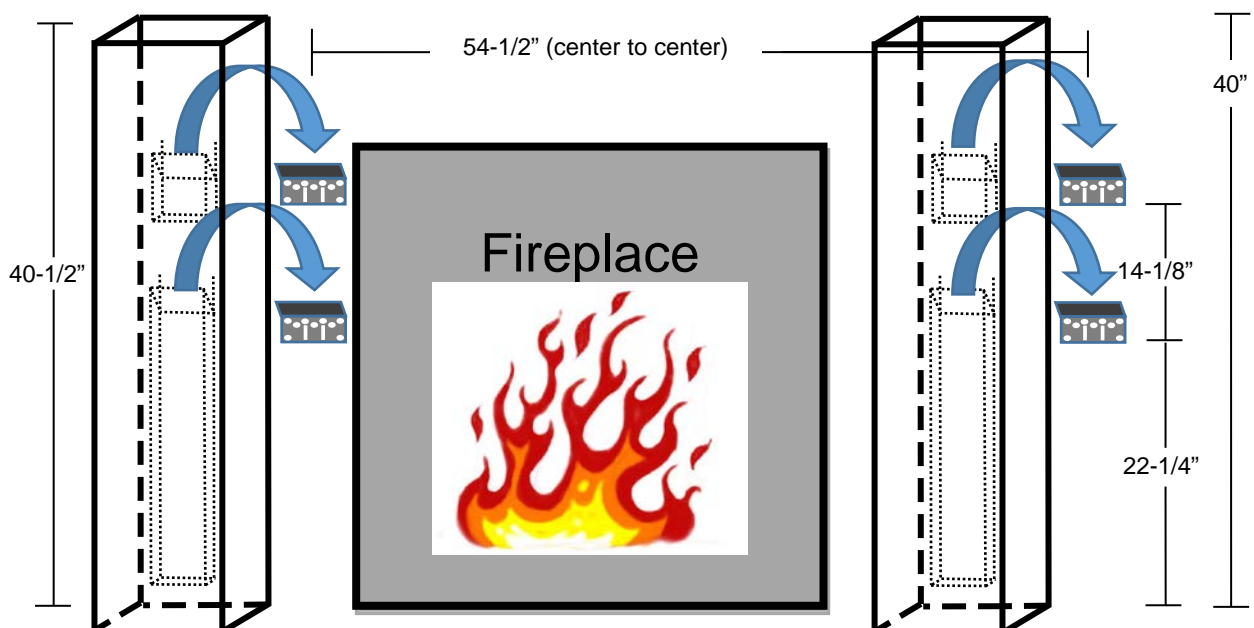 54-1/2” (center to center)
40”
Fireplace
40-1/2”
14-1/8”
22-1/4”